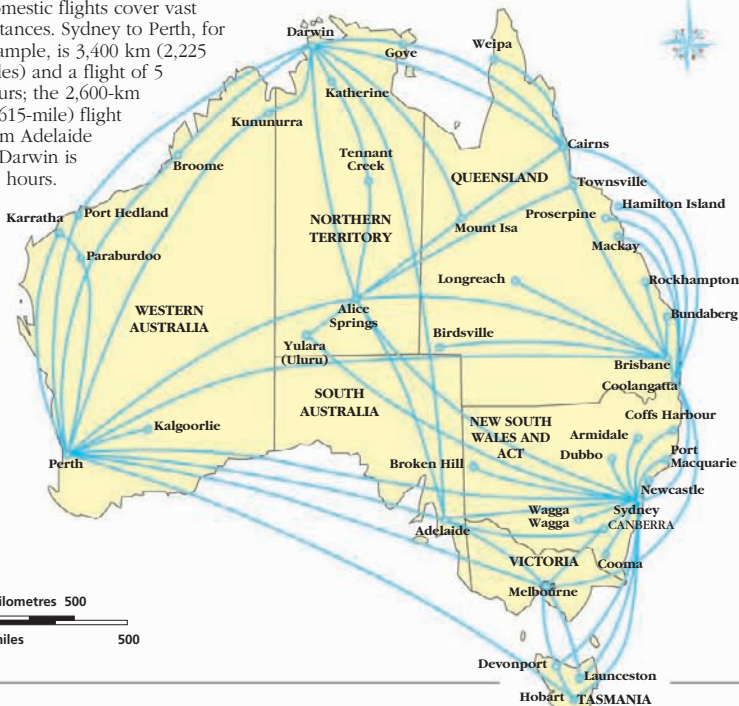 omestic flights cover vast
tances. Sydney to Perth, for
ample, is 3,400 km (2,225
les) and a flight of 5
urs; the 2,600-km
615-mile) flight
m Adelaide
Darwin is
hours.
Darwin
Gove
Weipa
Katherine
Kununurra
Cairns
Broome
Tennant
Creek
QUEENSLAND
Townsville
Hamilton Island
Karratha
Port Hedland
Proserpine
NORTHERN
TERRITORY
Mount Isa
Mackay
Paraburdoo
Longreach
Rockhampton
WESTERN
AUSTRALIA
Alice
Springs
Bundaberg
Birdsville
Yulara
(Uluru)
Brisbane
Coolangatta
SOUTH
AUSTRALIA
Coffs Harbour
NEW SOUTH
WALES AND
ACT
Kalgoorlie
Armidale
Dubbo
Port
Macquarie
Perth
Broken Hill
Newcastle
Wagga
Wagga
Sydney
CANBERRA
Adelaide
VICTORIA
Cooma
Melbourne
ilometres 500
niles 500
Devonport
Launceston
Hobart
TASMANIA